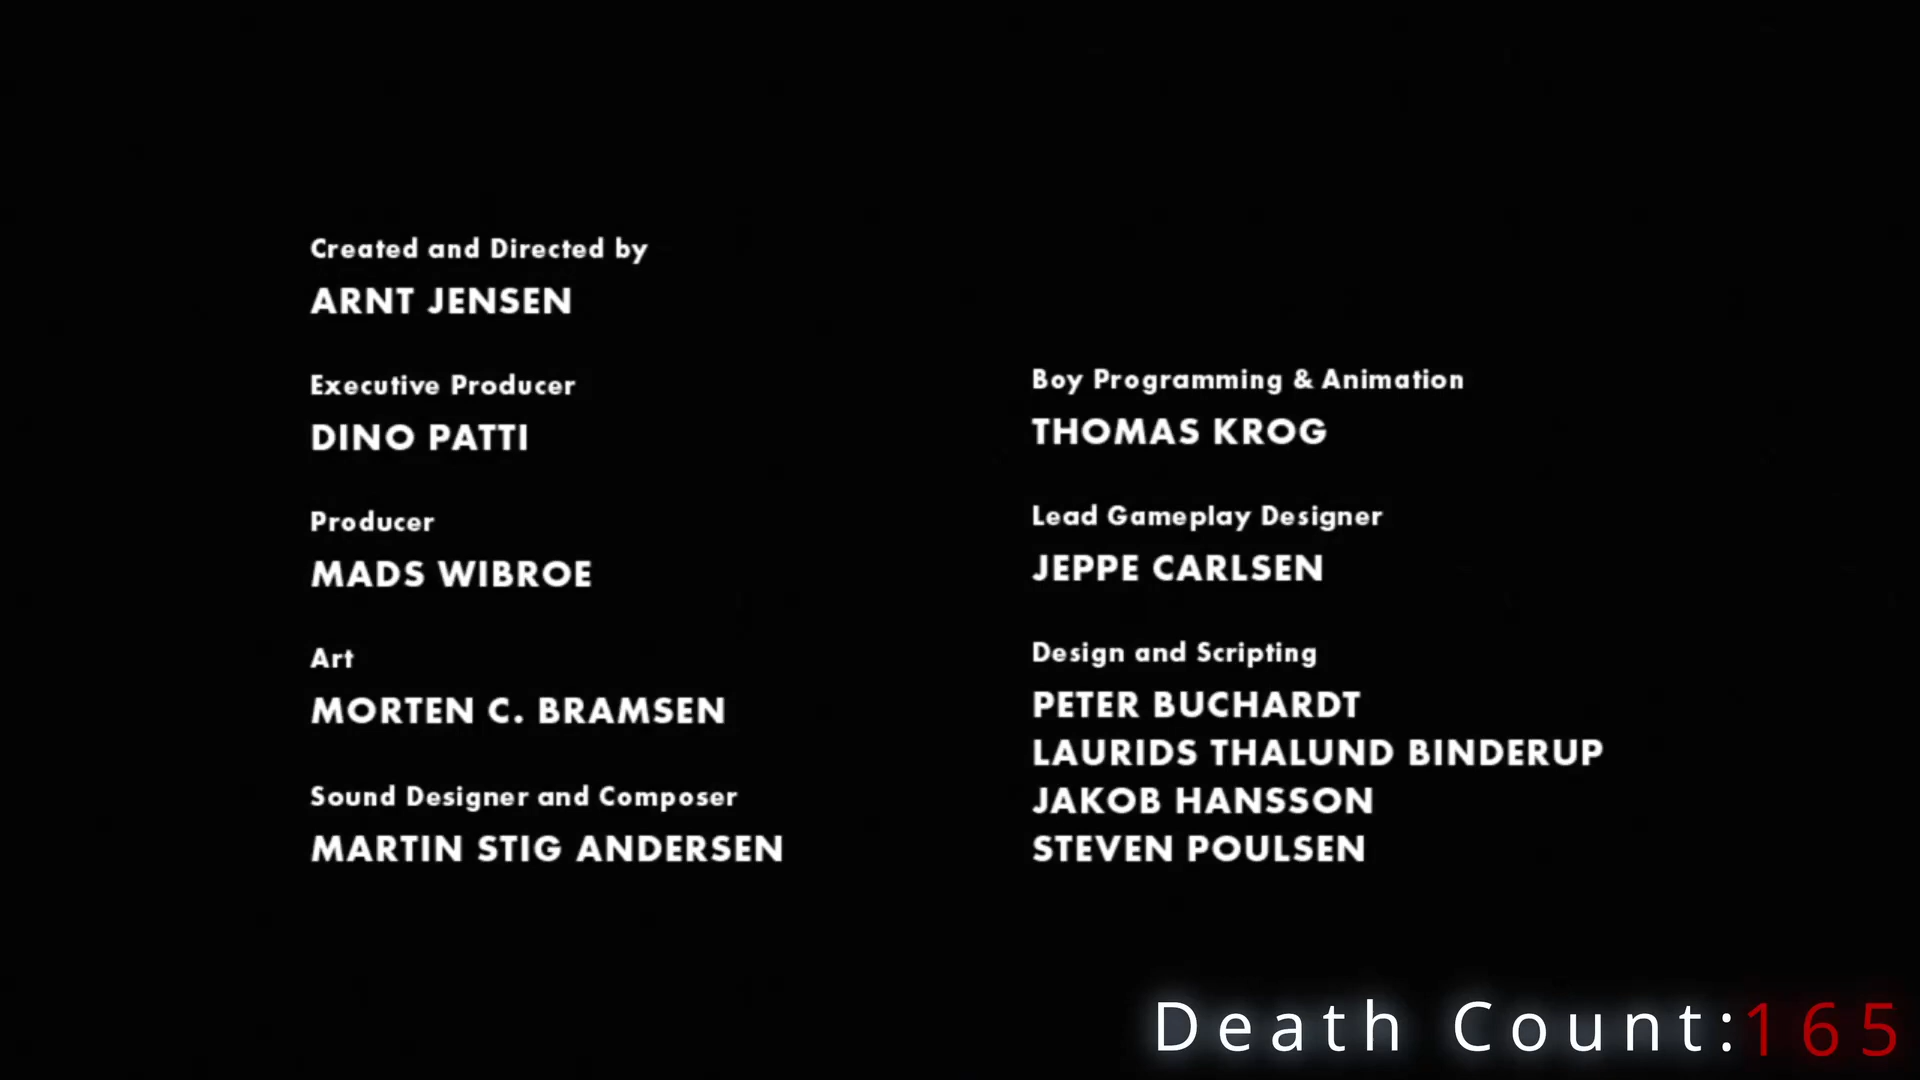 Created and Directed by
ARNT JENSEN
Executive Producer
DINO PATTI
Producer
MADS WIBROE
Art
MORTEN C. BRAMSEN
Sound Designer and Composer
MARTIN STIG ANDERSEN
Boy Programming & Animation
THOMAS KROG
Lead Gameplay Designer
JEPPE CARLSEN
Design and Scripting
PETER BUCHARDT
LAURIDS THALUND BINDERUP
JAKOB HANSSON
STEVEN POULSEN
Death Count:165